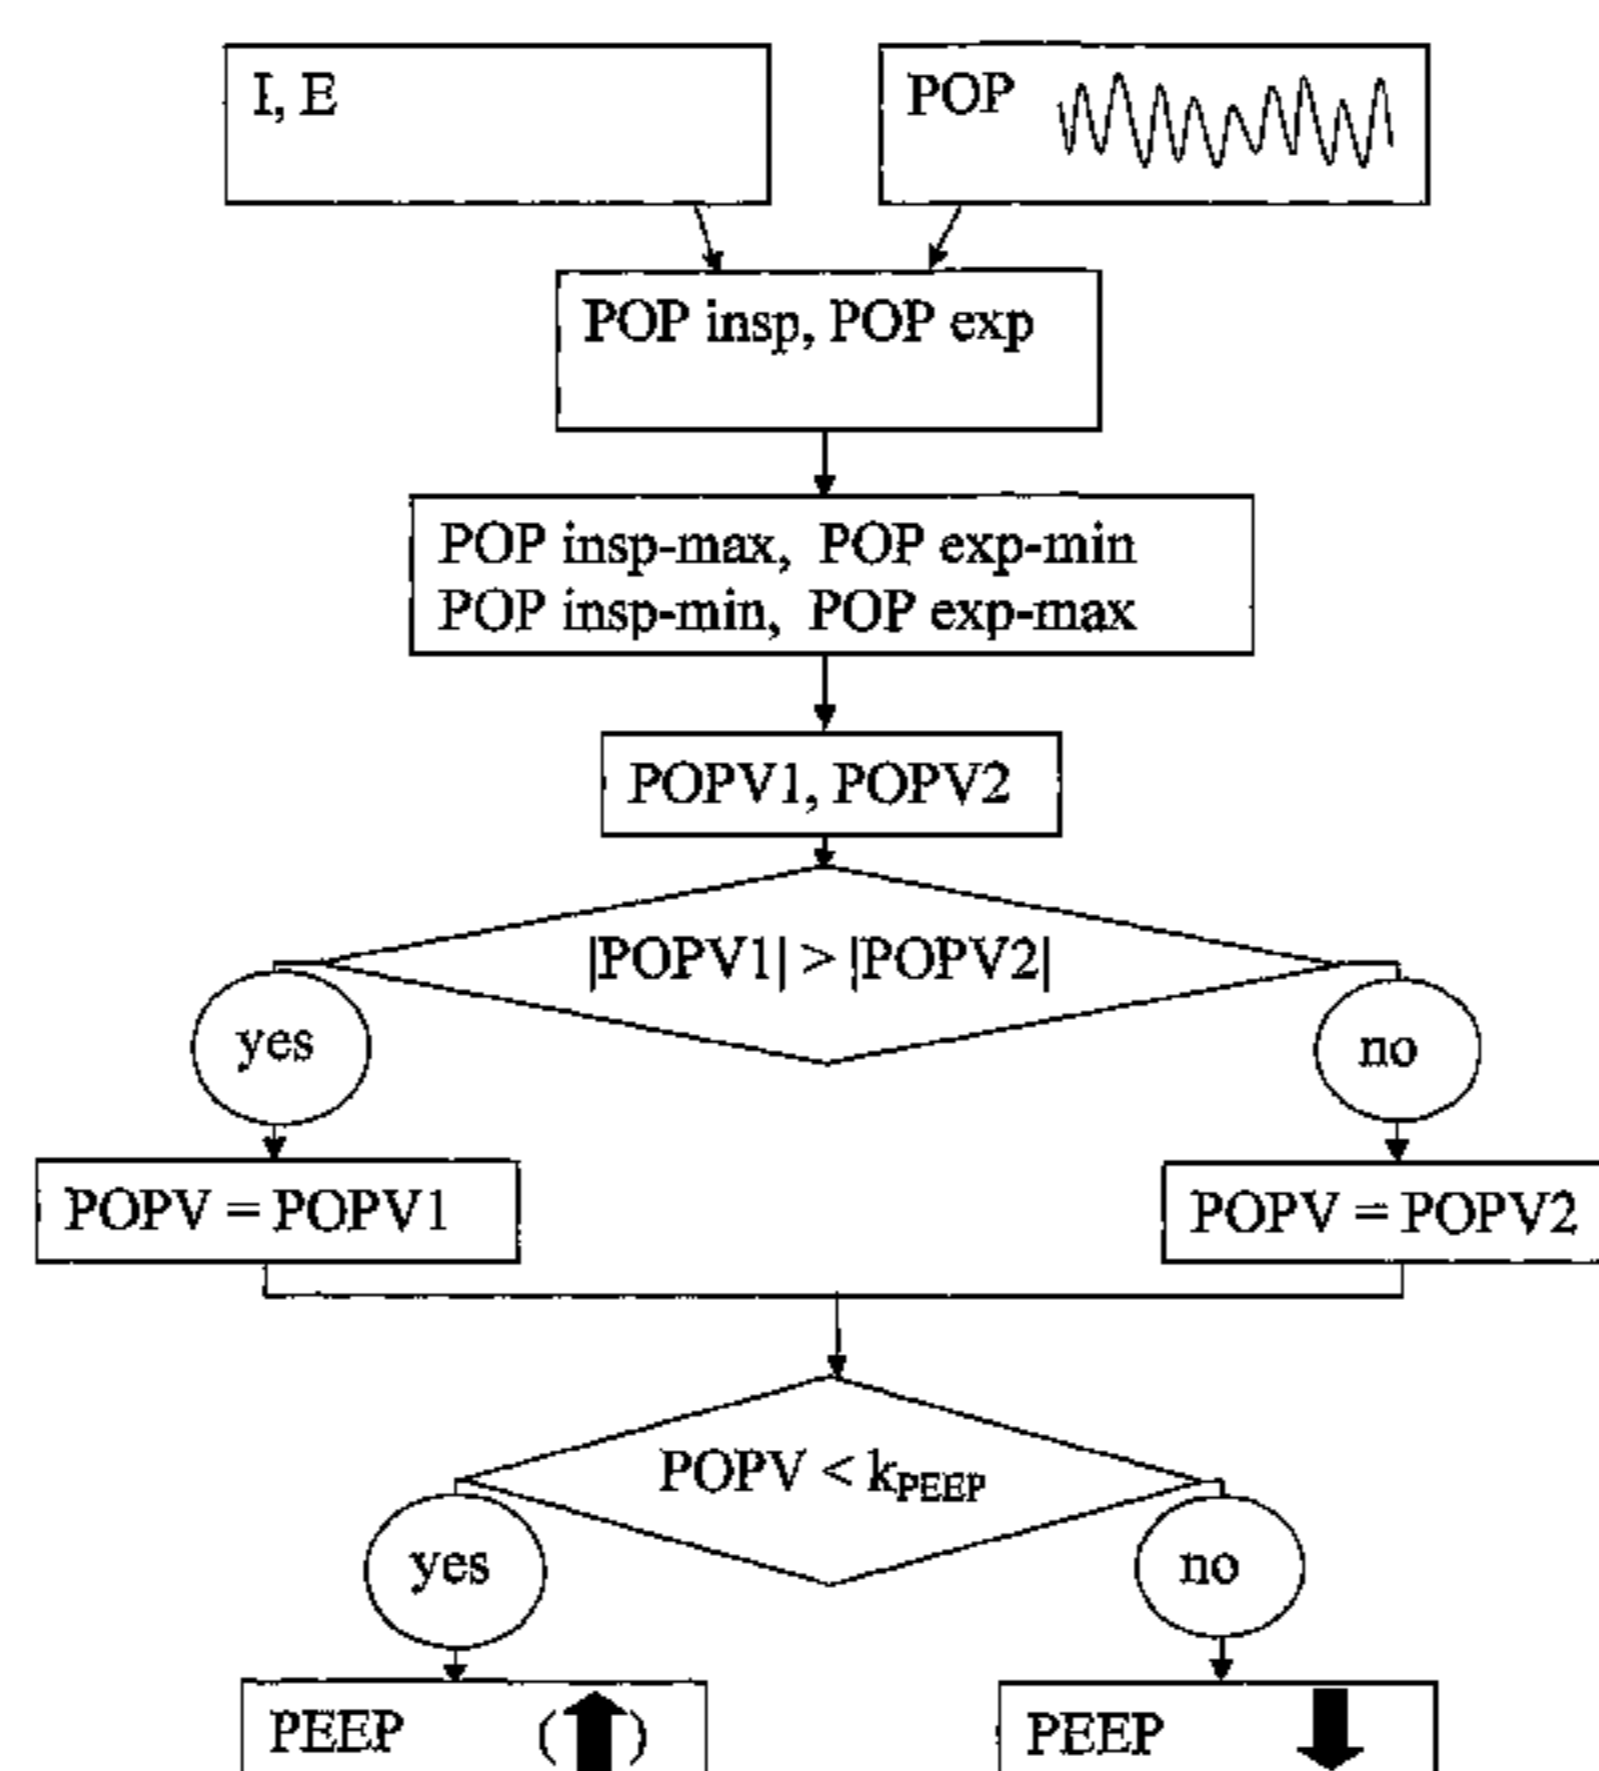 I, E
POP
POP insp, POP exp
POP insp-max, POP exp-min
POP insp-min, POP exp-max
POPV1, POPV2
|POPV1| > |POPV2|
yes
no
POPV = POPV1
POPV = POPV2
POPV < kPEEP
yes
no
PEEP ( )
PEEP